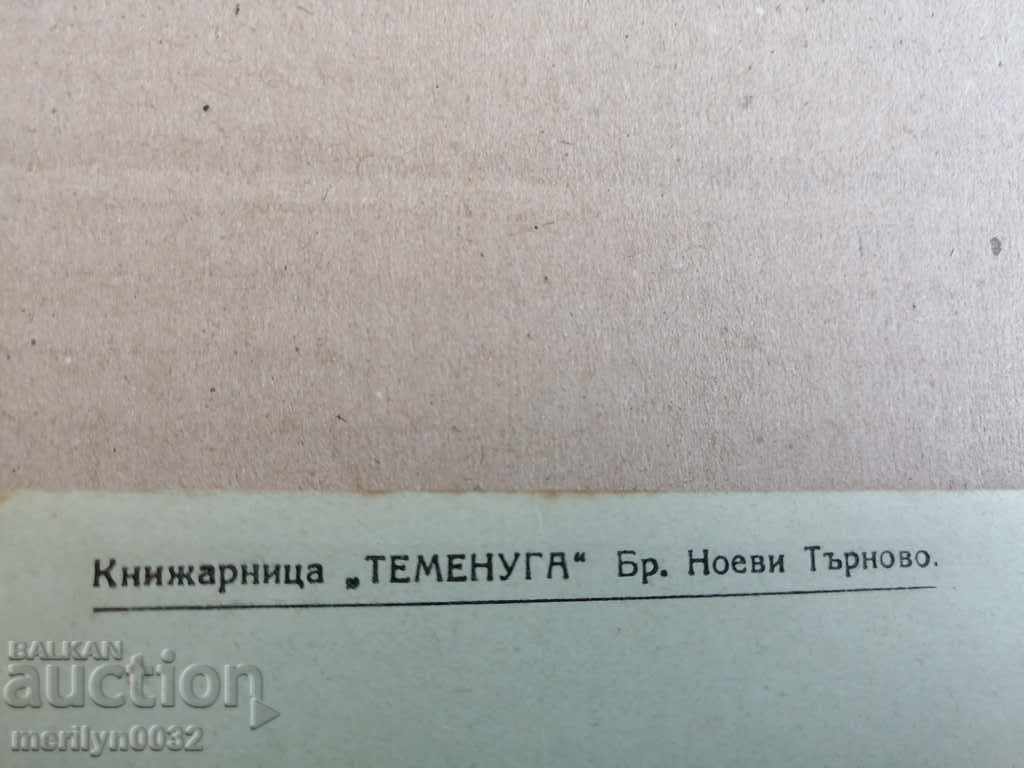 Книжарница „ТЕМЕНУГА“ Бр. Ноеви Търново.
BALKAN
auction
merilyn0032